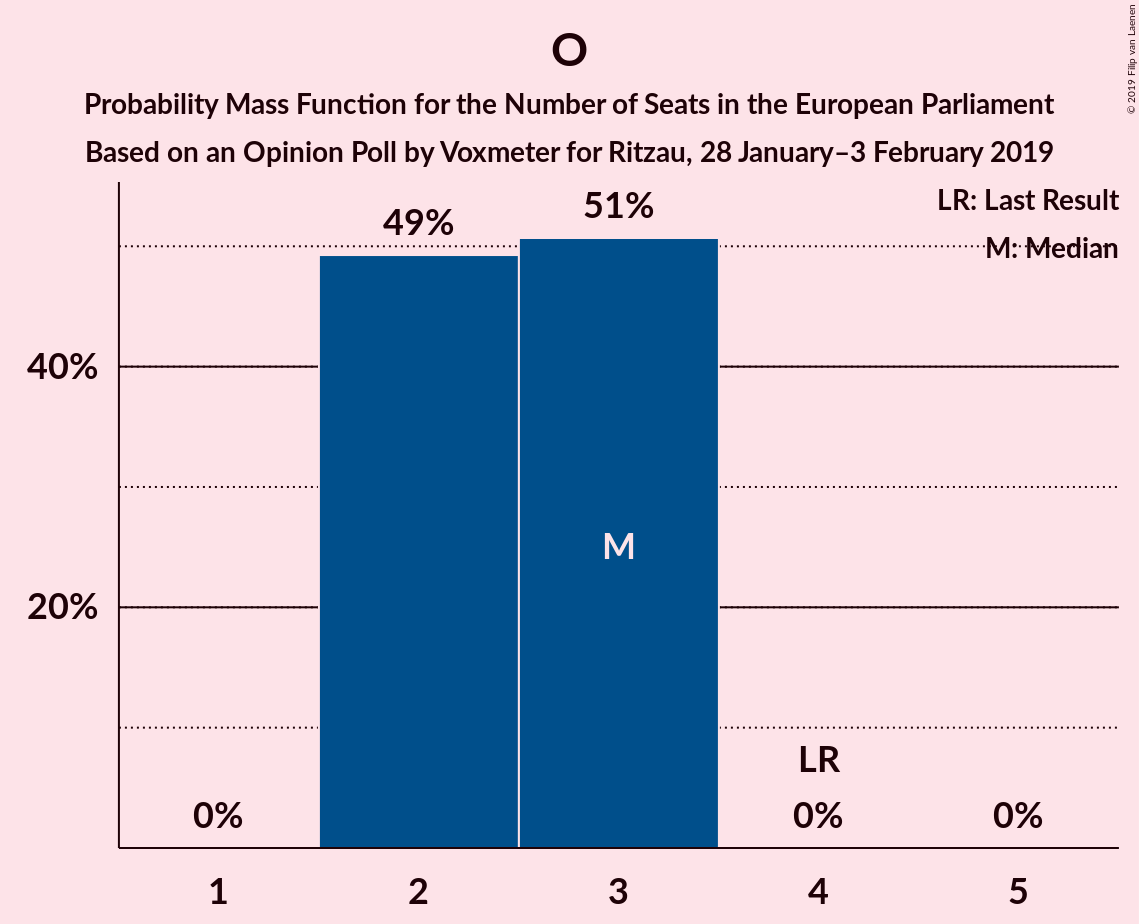 O
Probability Mass Function for the Number of Seats in the European Parliament
Based on an Opinion Poll by Voxmeter for Ritzau, 28 January–3 February 2019
© 2019 Filip van Laenen
LR: Last Result
M: Median
49%
51%
40%
20%
M
LR
0%
0%
0%
1
2
3
4
5